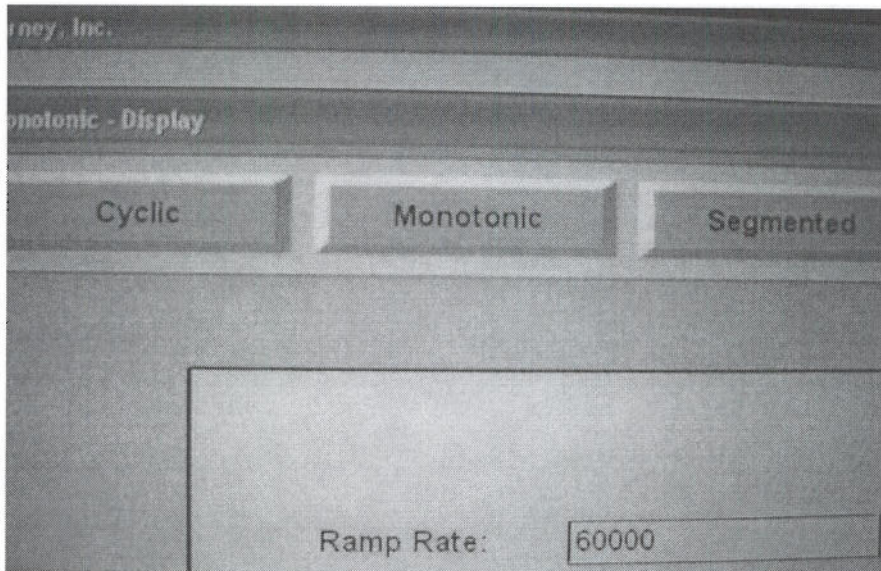 rney, Inc.
onotonic - Display
Cyclic Monotonic Segmented
Ramp Rate: 60000